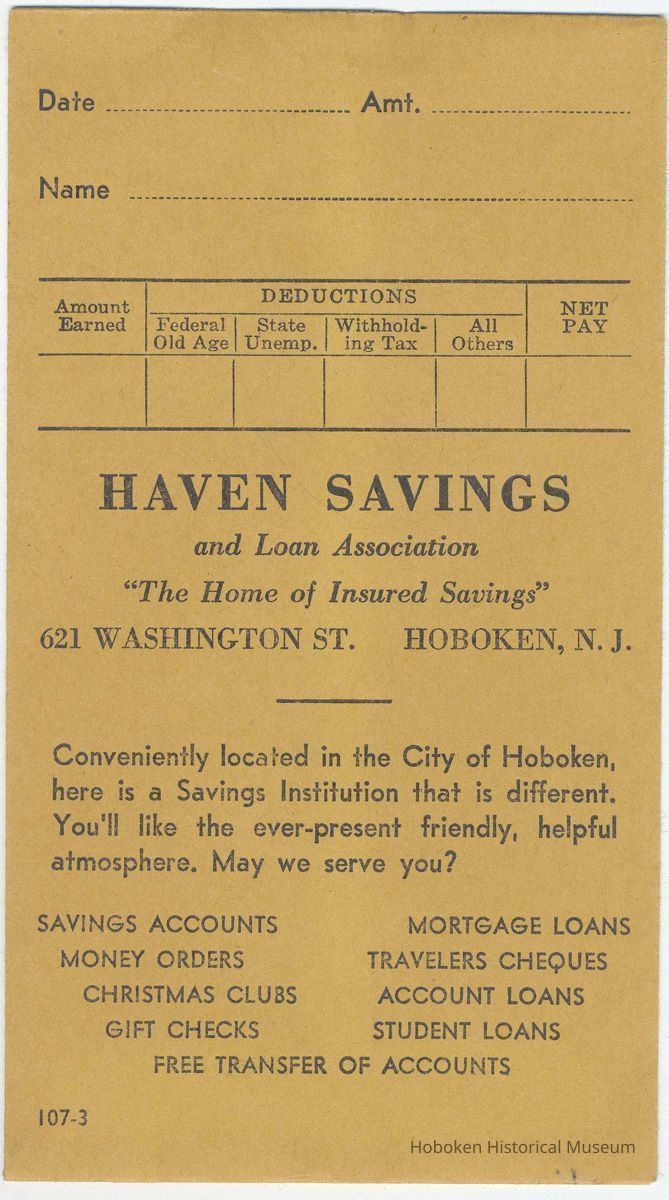 Date Amt.
Name
Amount Earned
DEDUCTIONS
Federal Old Age
State Unemp.
Withhold-ing Tax
All Others
NET PAY
HAVEN SAVINGS
and Loan Association
“The Home of Insured Savings”
621 WASHINGTON ST. HOBOKEN, N. J.
Conveniently located in the City of Hoboken,
here is a Savings Institution that is different.
You'll like the ever-present friendly, helpful
atmosphere. May we serve you?
SAVINGS ACCOUNTS MORTGAGE LOANS
MONEY ORDERS TRAVELERS CHEQUES
CHRISTMAS CLUBS ACCOUNT LOANS
GIFT CHECKS STUDENT LOANS
FREE TRANSFER OF ACCOUNTS
107-3
Hoboken Historical Museum